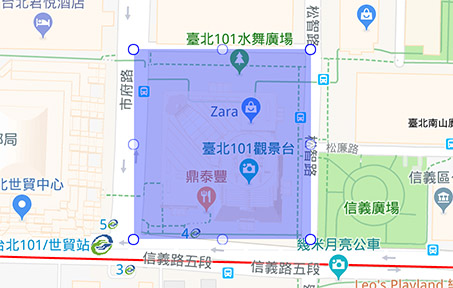 台北君悅酒店
松智路
臺北101水舞廣場
市府路
Zara
臺北南山廣
松廉路
松智路
臺北101觀景台
鼎泰豐
郵局
北世貿中心
信義區
信義廣場
5
4
台北101/世貿站
幾米月亮公車
3
信義路五段
信義路五段
Leo's Playland